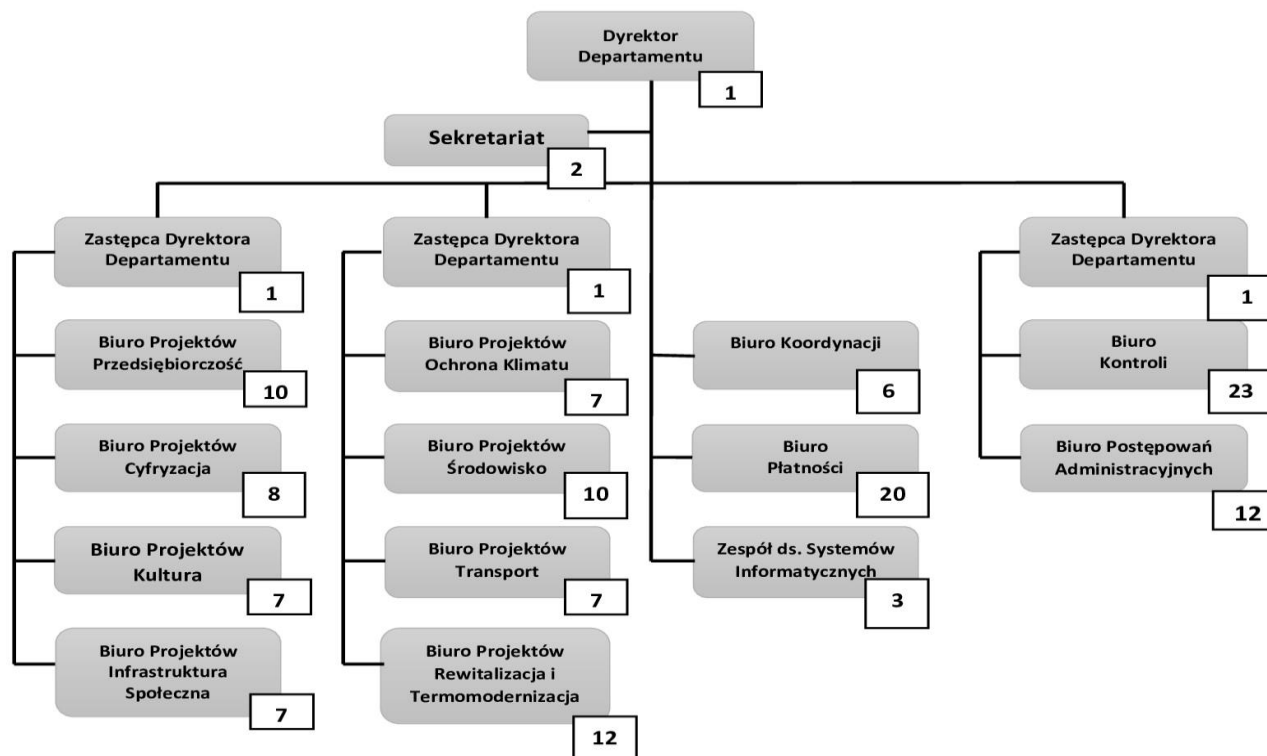 Dyrektor
Departamentu
1
Sekretariat
2
Zastępca Dyrektora
Departamentu
1
Biuro Projektów
Przedsiębiorczość
10
Biuro Projektów
Cyfryzacja
8
Biuro Projektów
Kultura
7
Biuro Projektów
Infrastruktura
Społeczna
7
Zastępca Dyrektora
Departamentu
1
Biuro Projektów
Ochrona Klimatu
7
Biuro Projektów
Środowisko
10
Biuro Projektów
Transport
7
Biuro Projektów
Rewitalizacja i
Termomodernizacja
12
Biuro Koordynacji
6
Biuro
Płatności
20
Zespół ds. Systemów
Informatycznych
3
Zastępca Dyrektora
Departamentu
1
Biuro
Kontroli
23
Biuro Postępowań
Administracyjnych
12